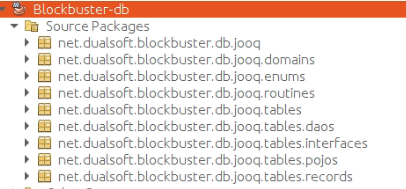 Blockbuster-db
Source Packages
net.dualsoft.blockbuster.db.jooq
net.dualsoft.blockbuster.db.jooq.domains
net.dualsoft.blockbuster.db.jooq.enums
net.dualsoft.blockbuster.db.jooq.routines
net.dualsoft.blockbuster.db.jooq.tables
net.dualsoft.blockbuster.db.jooq.tables.daos
net.dualsoft.blockbuster.db.jooq.tables.interfaces
net.dualsoft.blockbuster.db.jooq.tables.pojos
net.dualsoft.blockbuster.db.jooq.tables.records